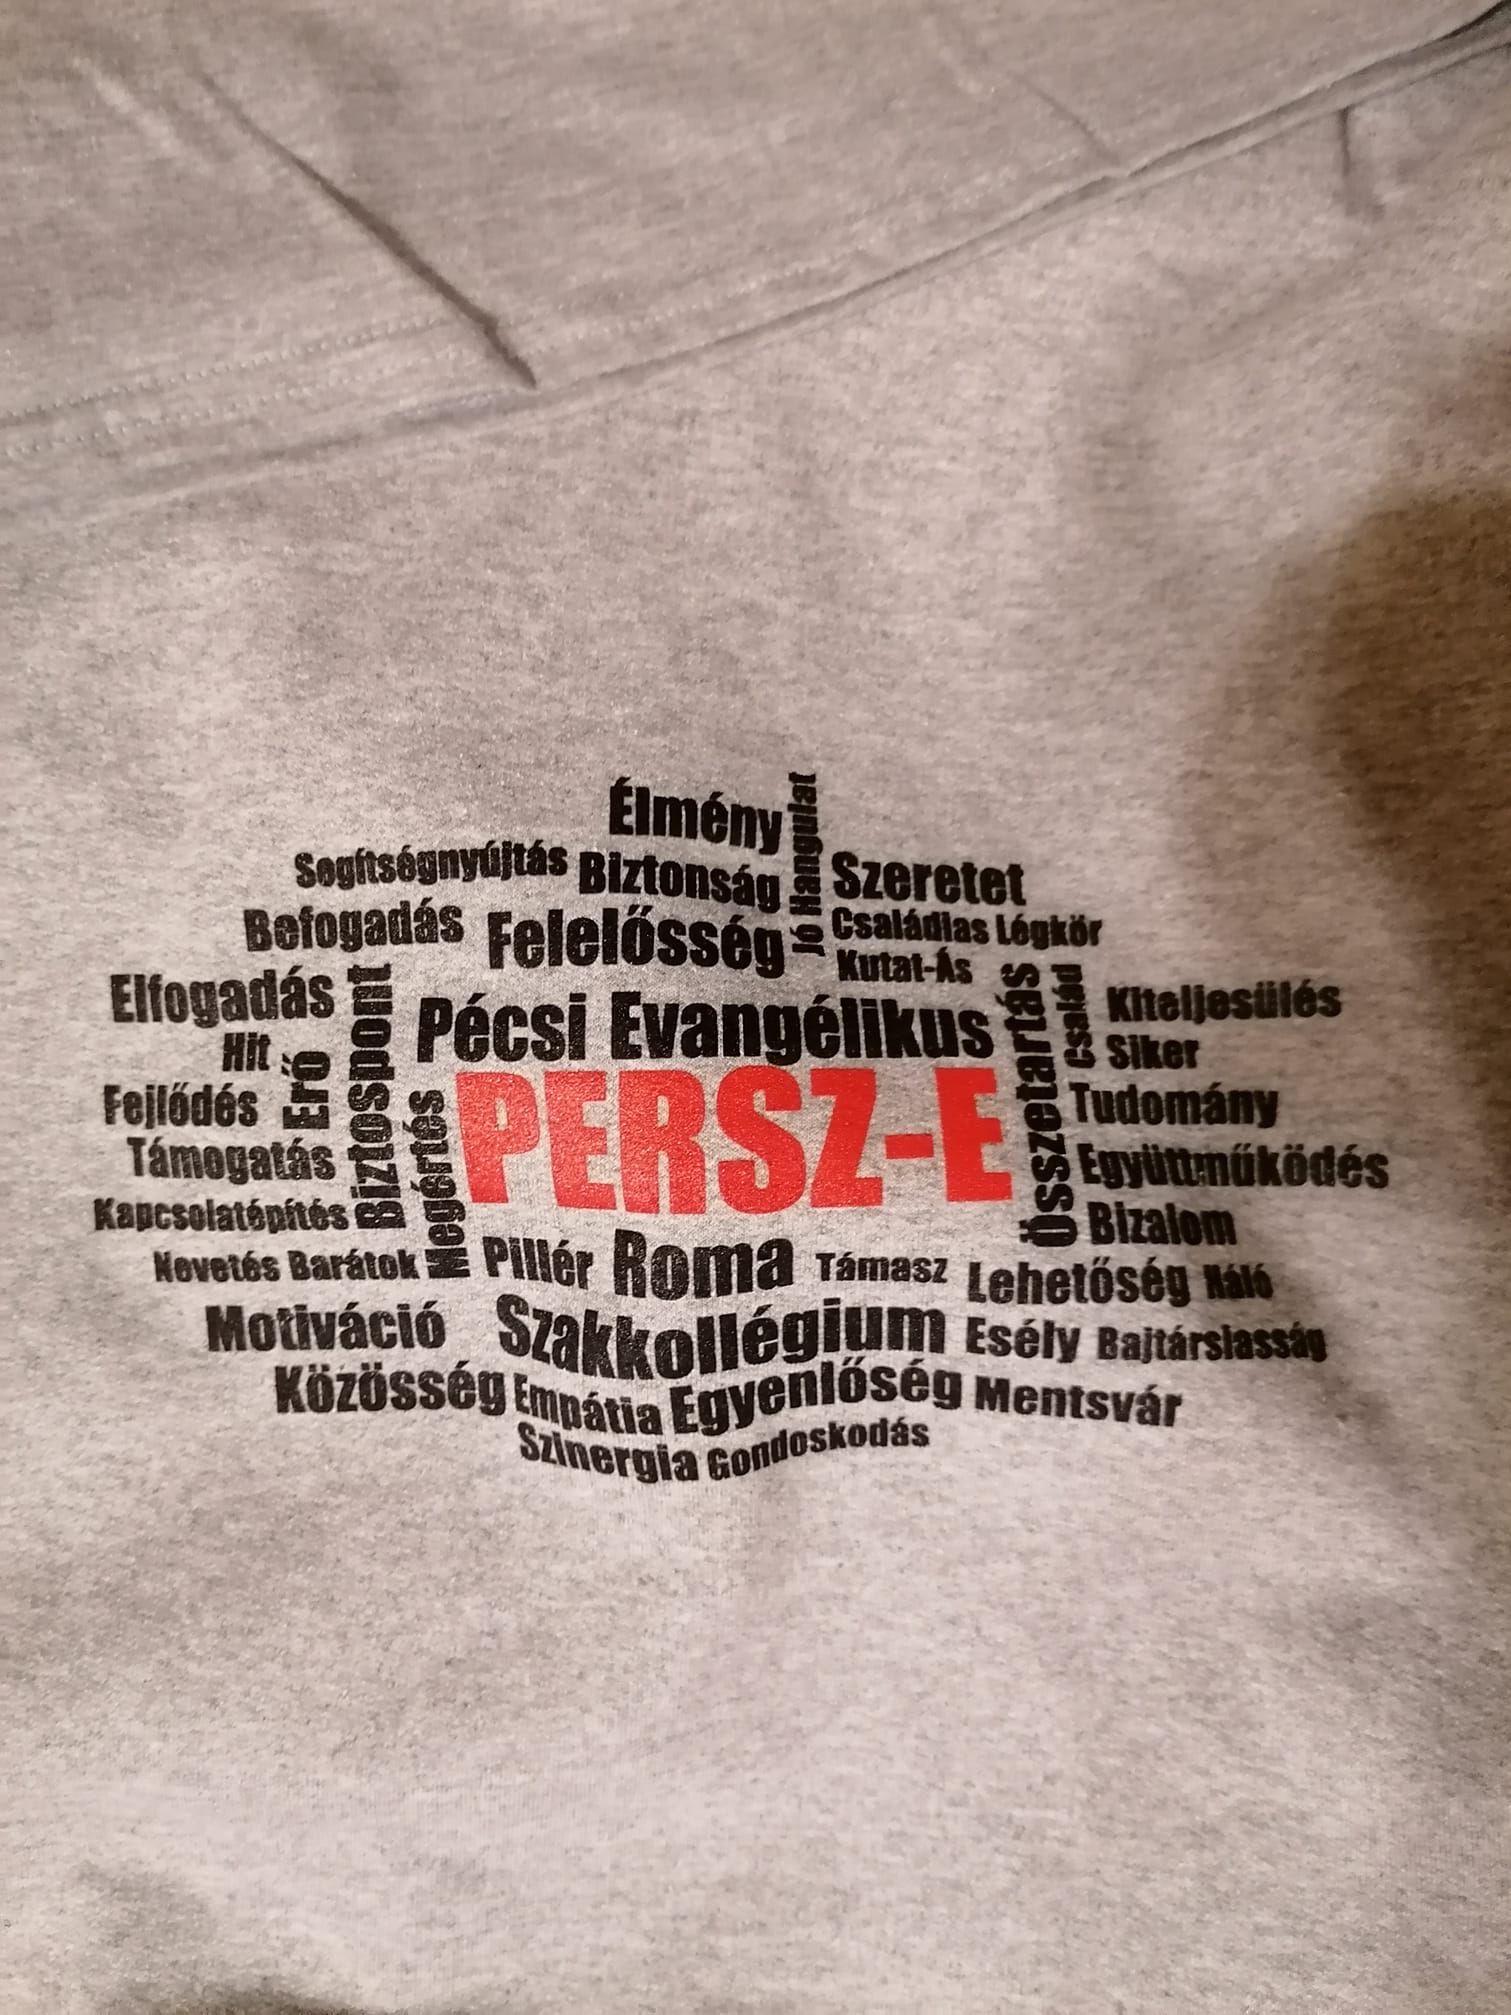 Élmény
Jó Hangulat
Segítségnyújtás Biztonság Szeretet
Befogadás Felelősség Családias Légkör
Kutat-Ás
Elfogadás
Biztospont
Pécsi Evangélikus
Összetartás
Család
Kiteljesülés
Hit
Erő
Siker
Fejlődés
Megértés
PERSZ-E
Tudomány
Támogatás
Együttműködés
Kapcsolatépítés
Bizalom
Nevetés Barátok Pillér Roma Támasz Lehetőség Háló
Motiváció Szakkollégium Esély Bajtársiasság
Közösség Empátia Egyenlőség Mentsvár
Szinergia Gondoskodás